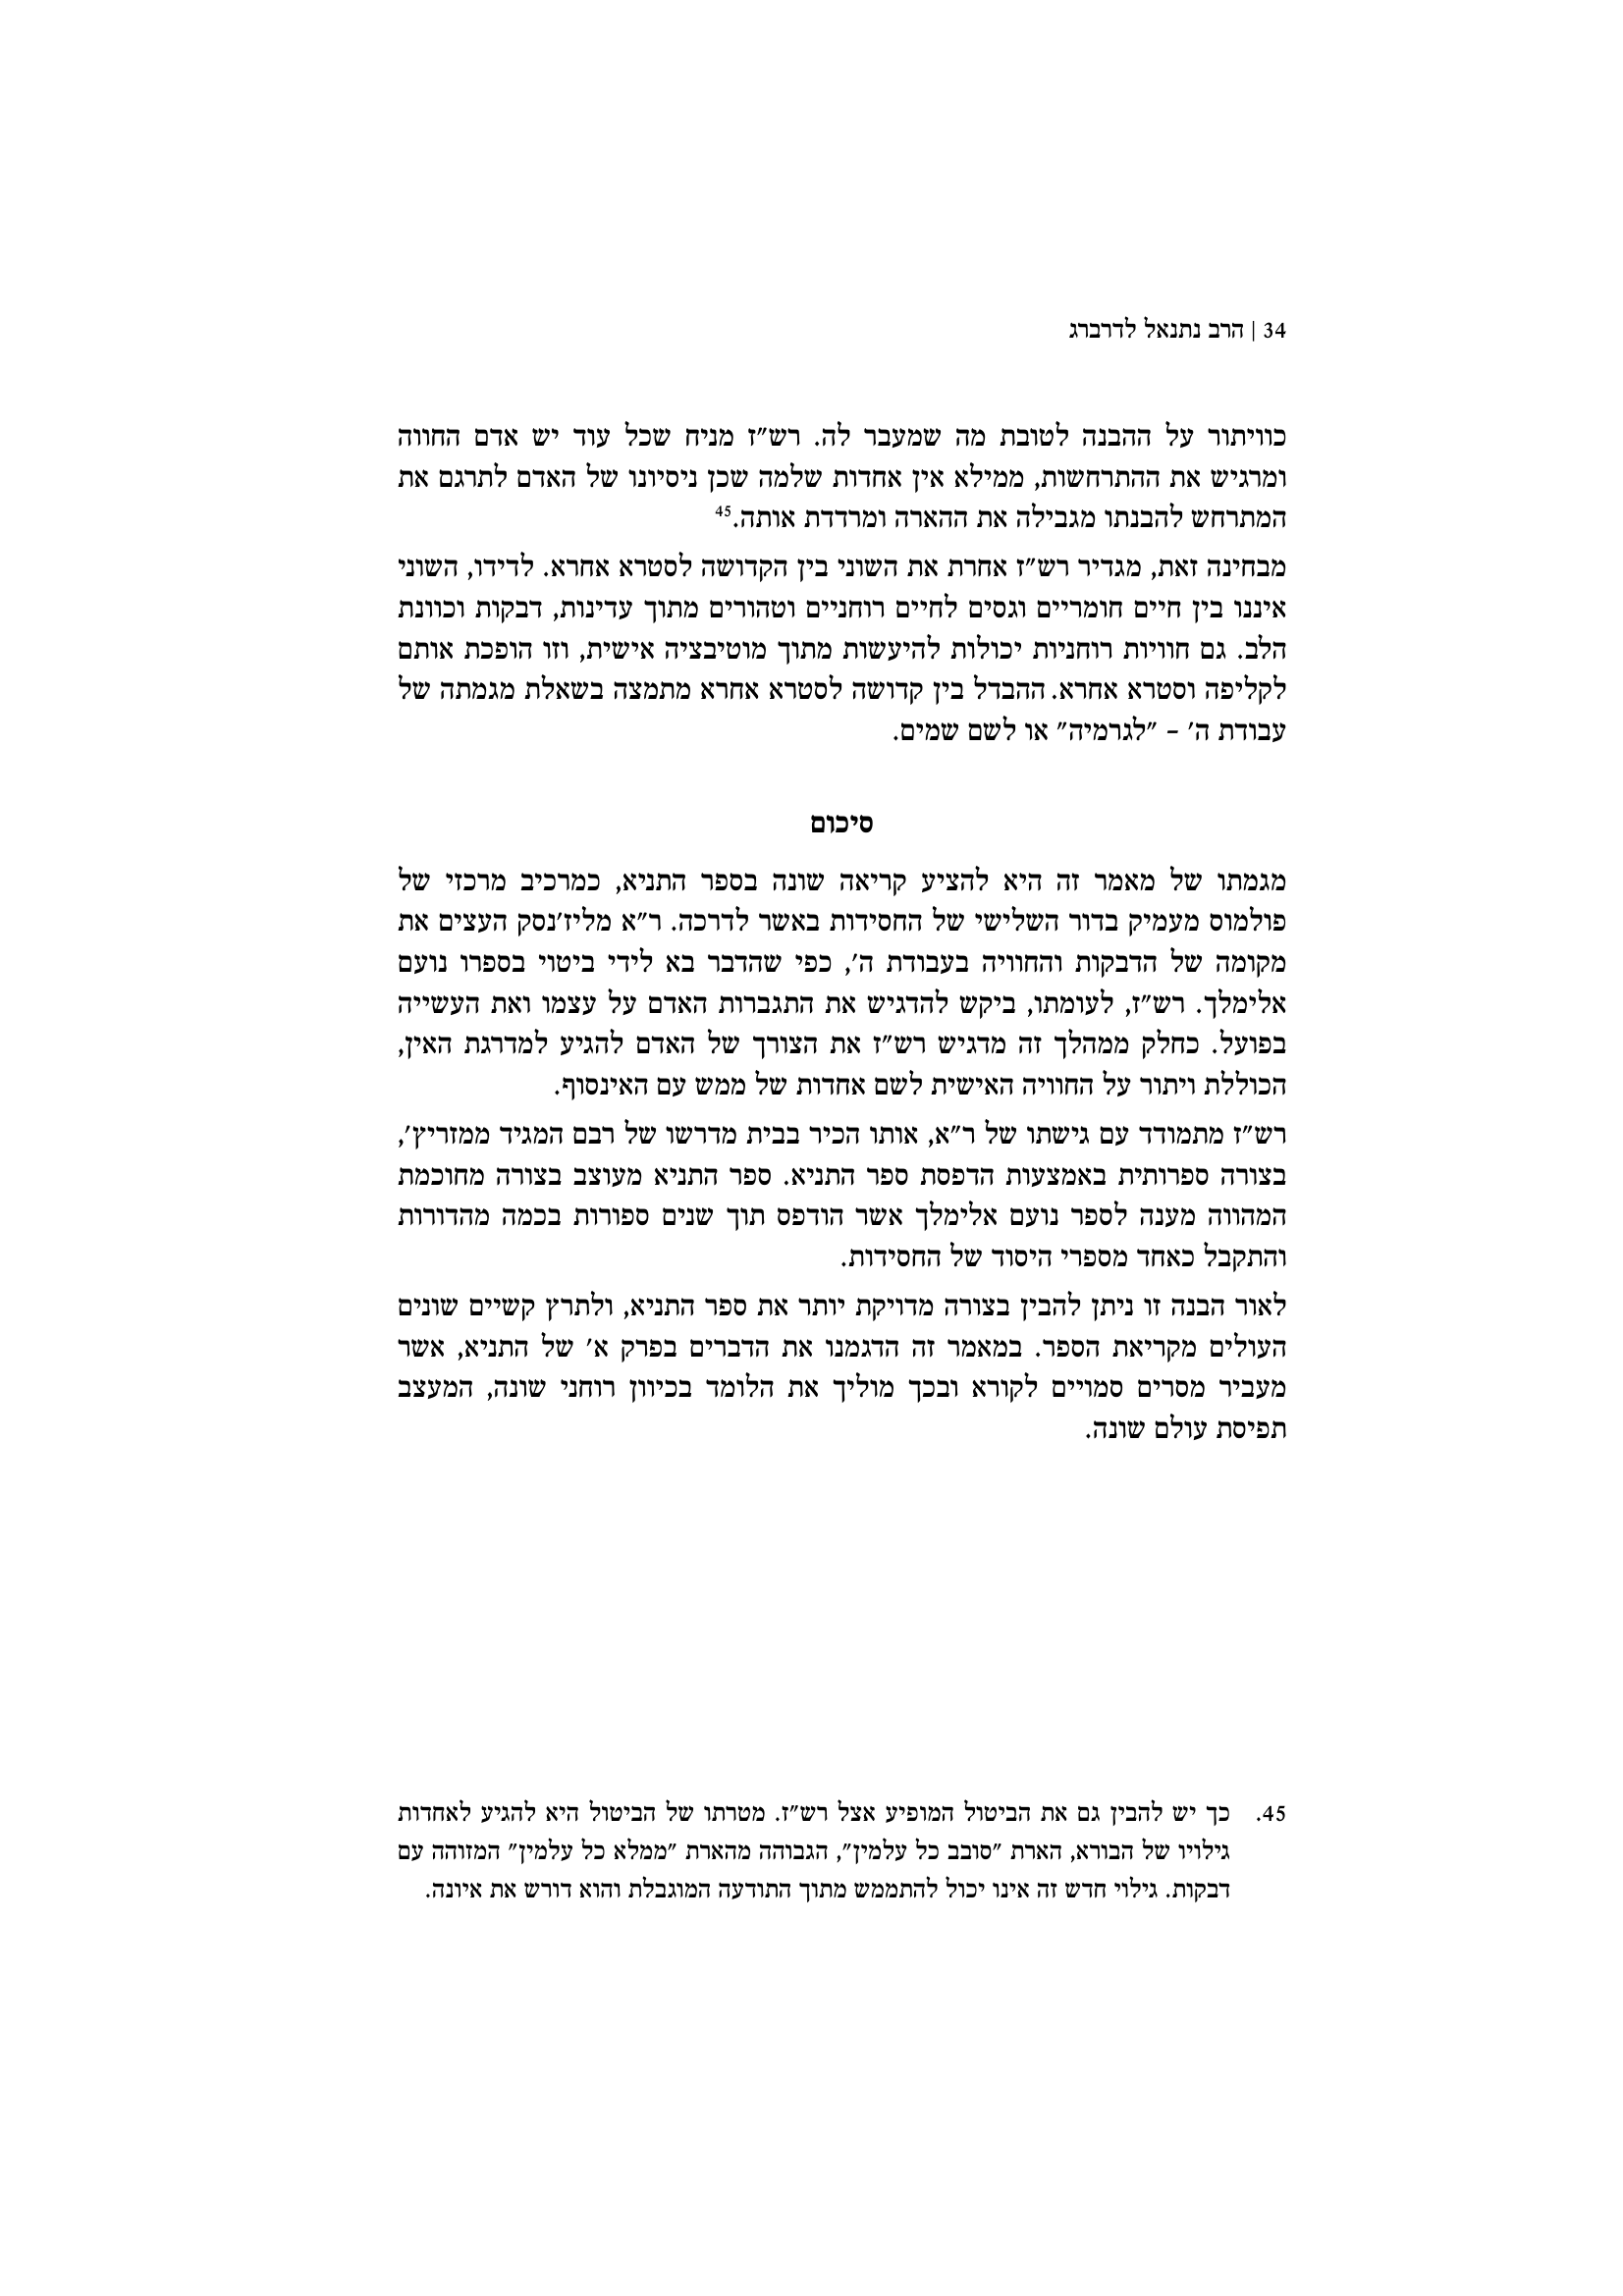 34 | הרב נתנאל לדרברג
כוויתור על ההבנה לטובת מה שמעבר לה. רש״ז מניח שכל עוד יש אדם החווה
ומרגיש את ההתרחשות, ממילא אין אחדות שלמה שכן ניסיונו של האדם לתרגם את
המתרחש להבנתו מגבילה את ההארה ומרדדת אותה.45
מבחינה זאת, מגדיר רש״ז אחרת את השוני בין הקדושה לסטרא אחרא. לדידו, השוני
איננו בין חיים חומריים וגסים לחיים רוחניים וטהורים מתוך עדינות, דבקות וכוונת
הלב. גם חוויות רוחניות יכולות להיעשות מתוך מוטיבציה אישית, וזו הופכת אותם
לקליפה וסטרא אחרא. ההבדל בין קדושה לסטרא אחרא מתמצה בשאלת מגמתה של
עבודת ה׳ – ״לגרמיה״ או לשם שמים.
סיכום
מגמתו של מאמר זה היא להציע קריאה שונה בספר התניא, כמרכיב מרכזי של
פולמוס מעמיק בדור השלישי של החסידות באשר לדרכה. ר״א מליז׳נסק העצים את
מקומה של הדבקות והחוויה בעבודת ה׳, כפי שהדבר בא לידי ביטוי בספרו נועם
אלימלך. רש״ז, לעומתו, ביקש להדגיש את התגברות האדם על עצמו ואת העשייה
בפועל. כחלק ממהלך זה מדגיש רש״ז את הצורך של האדם להגיע למדרגת האין,
הכוללת ויתור על החוויה האישית לשם אחדות של ממש עם האינסוף.
רש״ז מתמודד עם גישתו של ר״א, אותו הכיר בבית מדרשו של רבם המגיד ממזריץ׳,
בצורה ספרותית באמצעות הדפסת ספר התניא. ספר התניא מעוצב בצורה מחוכמת
המהווה מענה לספר נועם אלימלך אשר הודפס תוך שנים ספורות בכמה מהדורות
והתקבל כאחד מספרי היסוד של החסידות.
לאור הבנה זו ניתן להבין בצורה מדויקת יותר את ספר התניא, ולתרץ קשיים שונים
העולים מקריאת הספר. במאמר זה הדגמנו את הדברים בפרק א׳ של התניא, אשר
מעביר מסרים סמויים לקורא ובכך מוליך את הלומד בכיוון רוחני שונה, המעצב
תפיסת עולם שונה.
45. כך יש להבין גם את הביטול המופיע אצל רש״ז. מטרתו של הביטול היא להגיע לאחדות
גילויו של הבורא, הארת ״סובב כל עלמין״, הגבוהה מהארת ״ממלא כל עלמין״ המזוהה עם
דבקות. גילוי חדש זה אינו יכול להתממש מתוך התודעה המוגבלת והוא דורש את איונה.